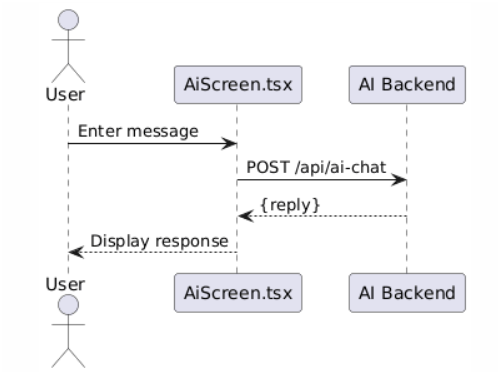 User
AiScreen.tsx
AI Backend
Enter message
POST /api/ai-chat
{reply}
Display response
User
AiScreen.tsx
AI Backend